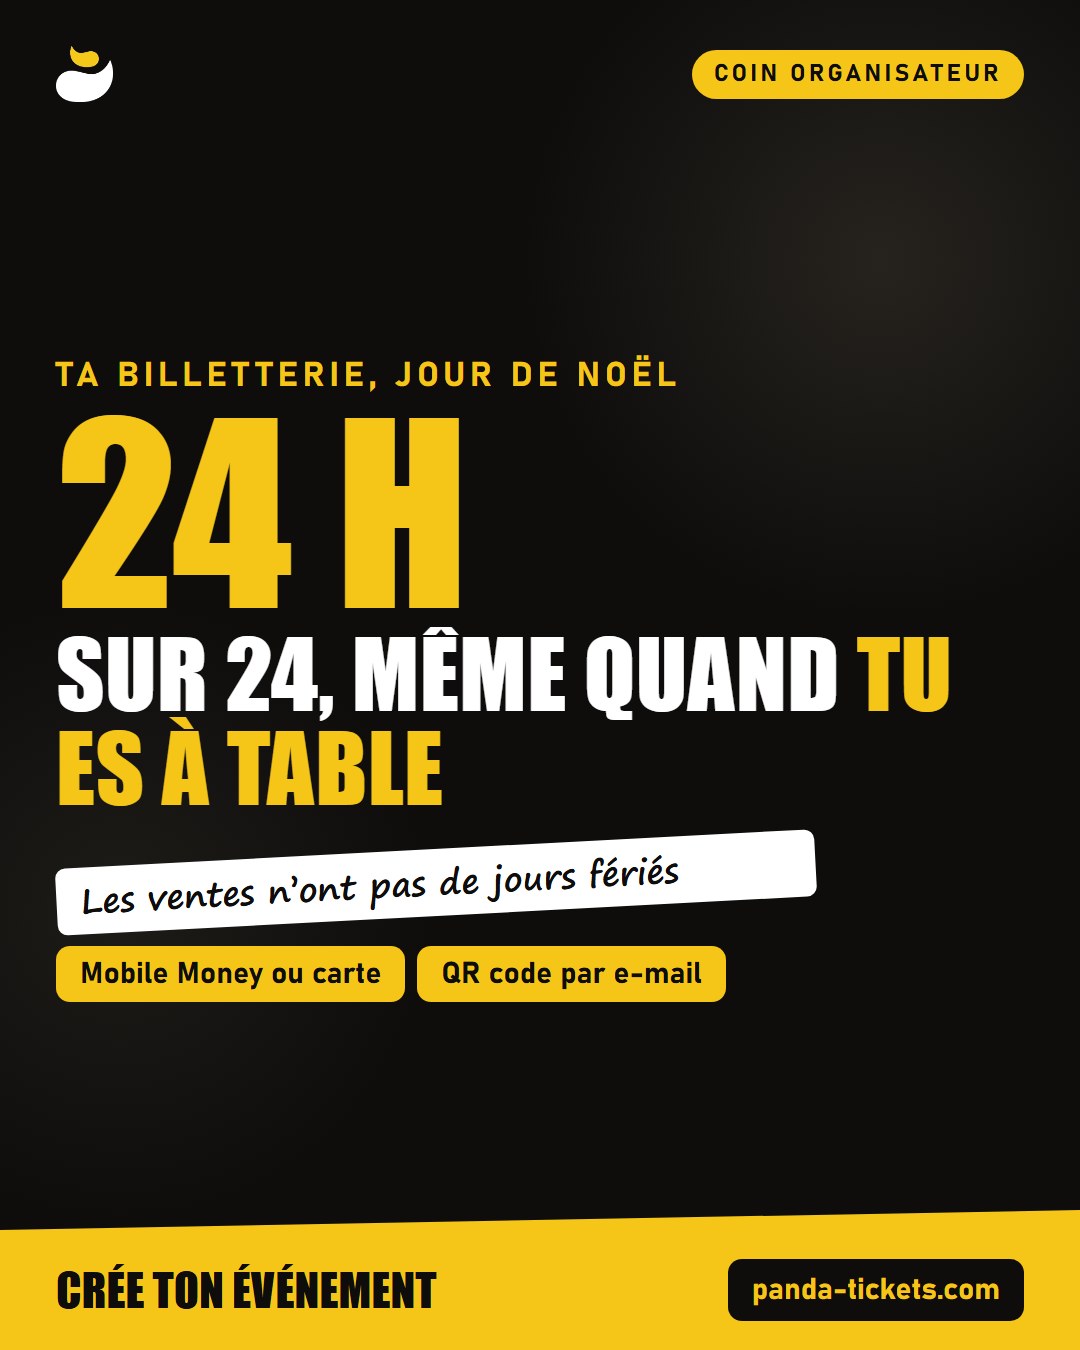 COIN ORGANISATEUR
TA BILLETTERIE, JOUR DE NOËL
24 H
SUR 24, MÊME QUAND TU
ES À TABLE
Les ventes n’ont pas de jours fériés
Mobile Money ou carte
QR code par e-mail
CRÉE TON ÉVÉNEMENT
panda-tickets.com